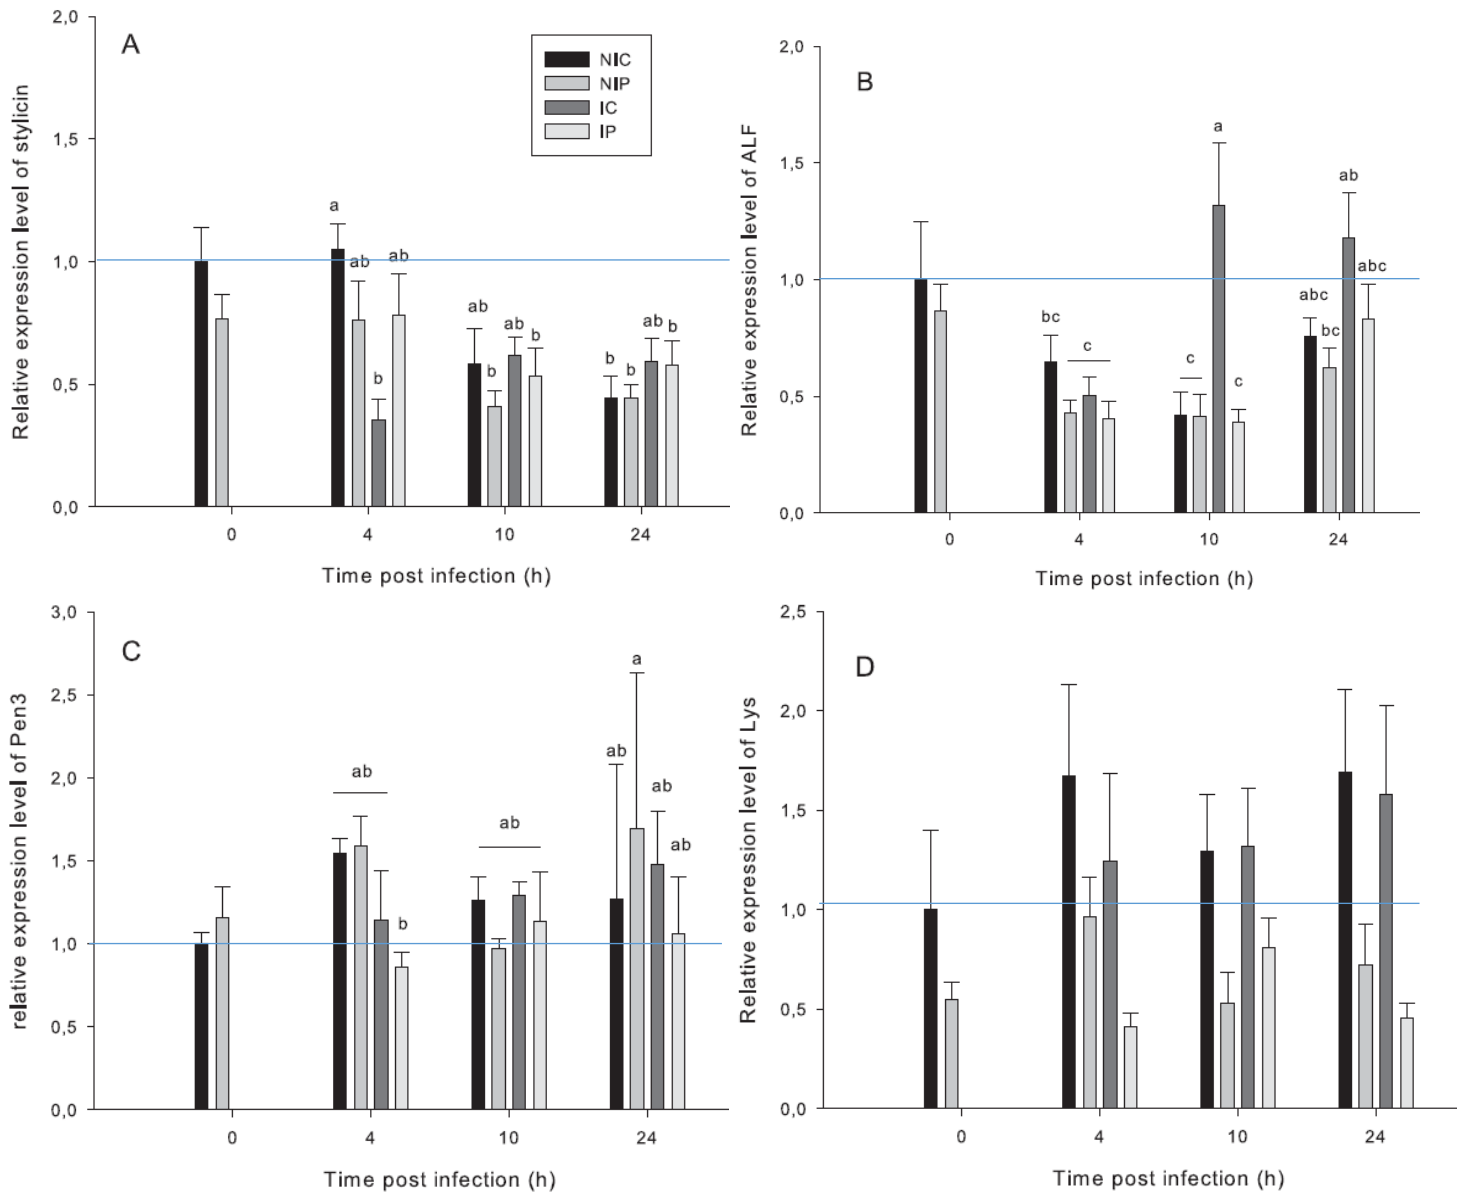 A
NIC
NIP
IC
IP
Relative expression level of stylicin
2,0
1,5
1,0
0,5
0,0
a
ab
b
ab
ab
b
ab
b
b
b
ab
b
0
4
10
24
Time post infection (h)
B
Relative expression level of ALF
2,0
1,5
1,0
0,5
0,0
bc
c
c
a
c
abc
bc
ab
abc
0
4
10
24
Time post infection (h)
C
relative expression level of Pen3
3,0
2,5
2,0
1,5
1,0
0,5
0,0
ab
b
ab
ab
a
ab
ab
0
4
10
24
Time post infection (h)
D
Relative expression level of Lys
2,5
2,0
1,5
1,0
0,5
0,0
0
4
10
24
Time post infection (h)